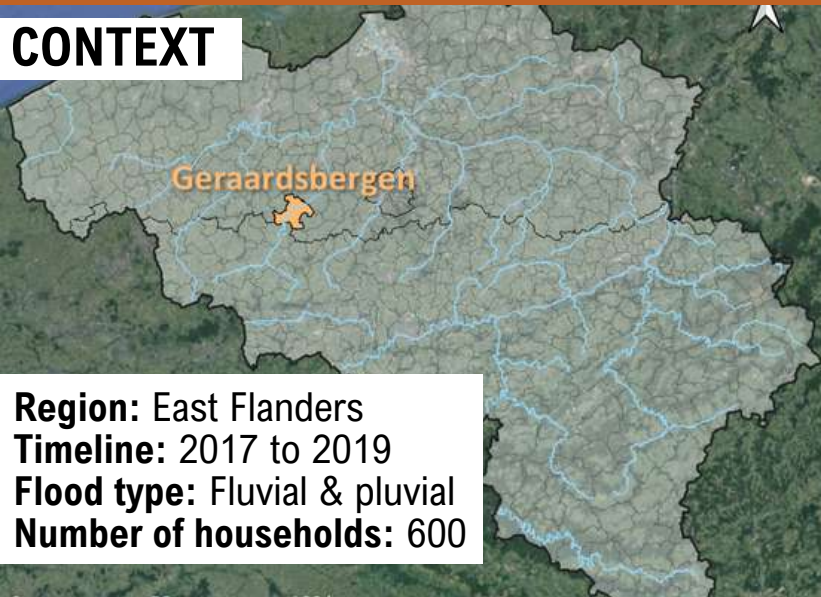 CONTEXT
Geraardsbergen
Region: East Flanders
Timeline: 2017 to 2019
Flood type: Fluvial & pluvial
Number of households: 600